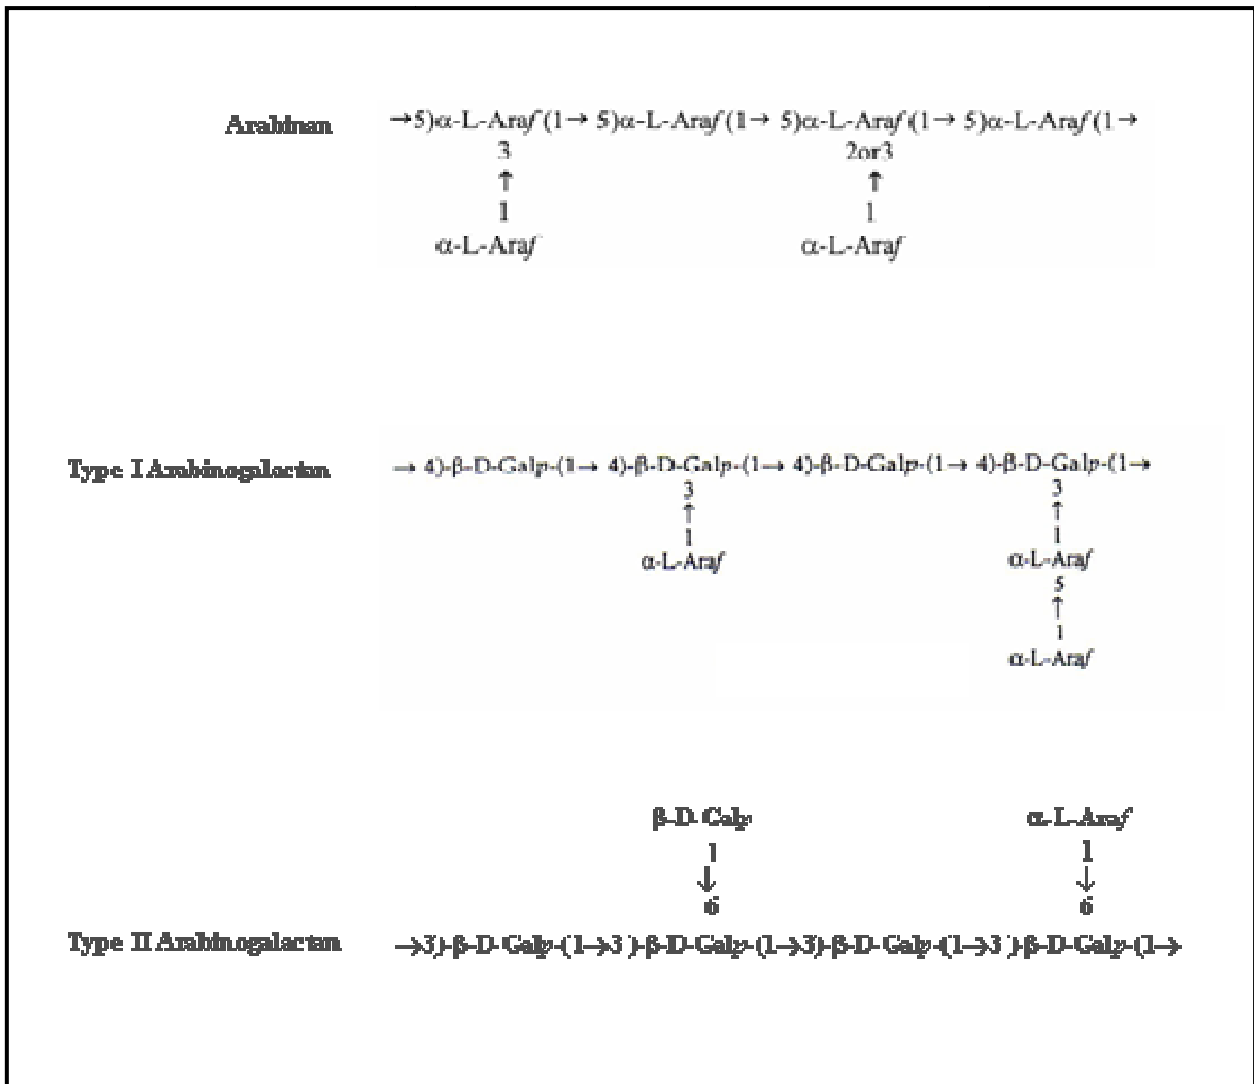 Arabinan →5)α-L-Araf(1→ 5)α-L-Araf(1→ 5)α-L-Araf(1→ 5)α-L-Araf(1→
3 2or3
↑ ↑
1 1
α-L-Araf α-L-Araf
Type I Arabinogalactan → 4)-β-D-Galp-(1→ 4)-β-D-Galp-(1→ 4)-β-D-Galp-(1→ 4)-β-D-Galp-(1→
3 3
↑ ↑
1 1
α-L-Araf α-L-Araf
5
↑
1
α-L-Araf
β-D-Galp α-L-Araf
1 1
↓ ↓
6 6
Type II Arabinogalactan →3)-β-D-Galp-(1→3)-β-D-Galp-(1→3)-β-D-Galp-(1→3)-β-D-Galp-(1→